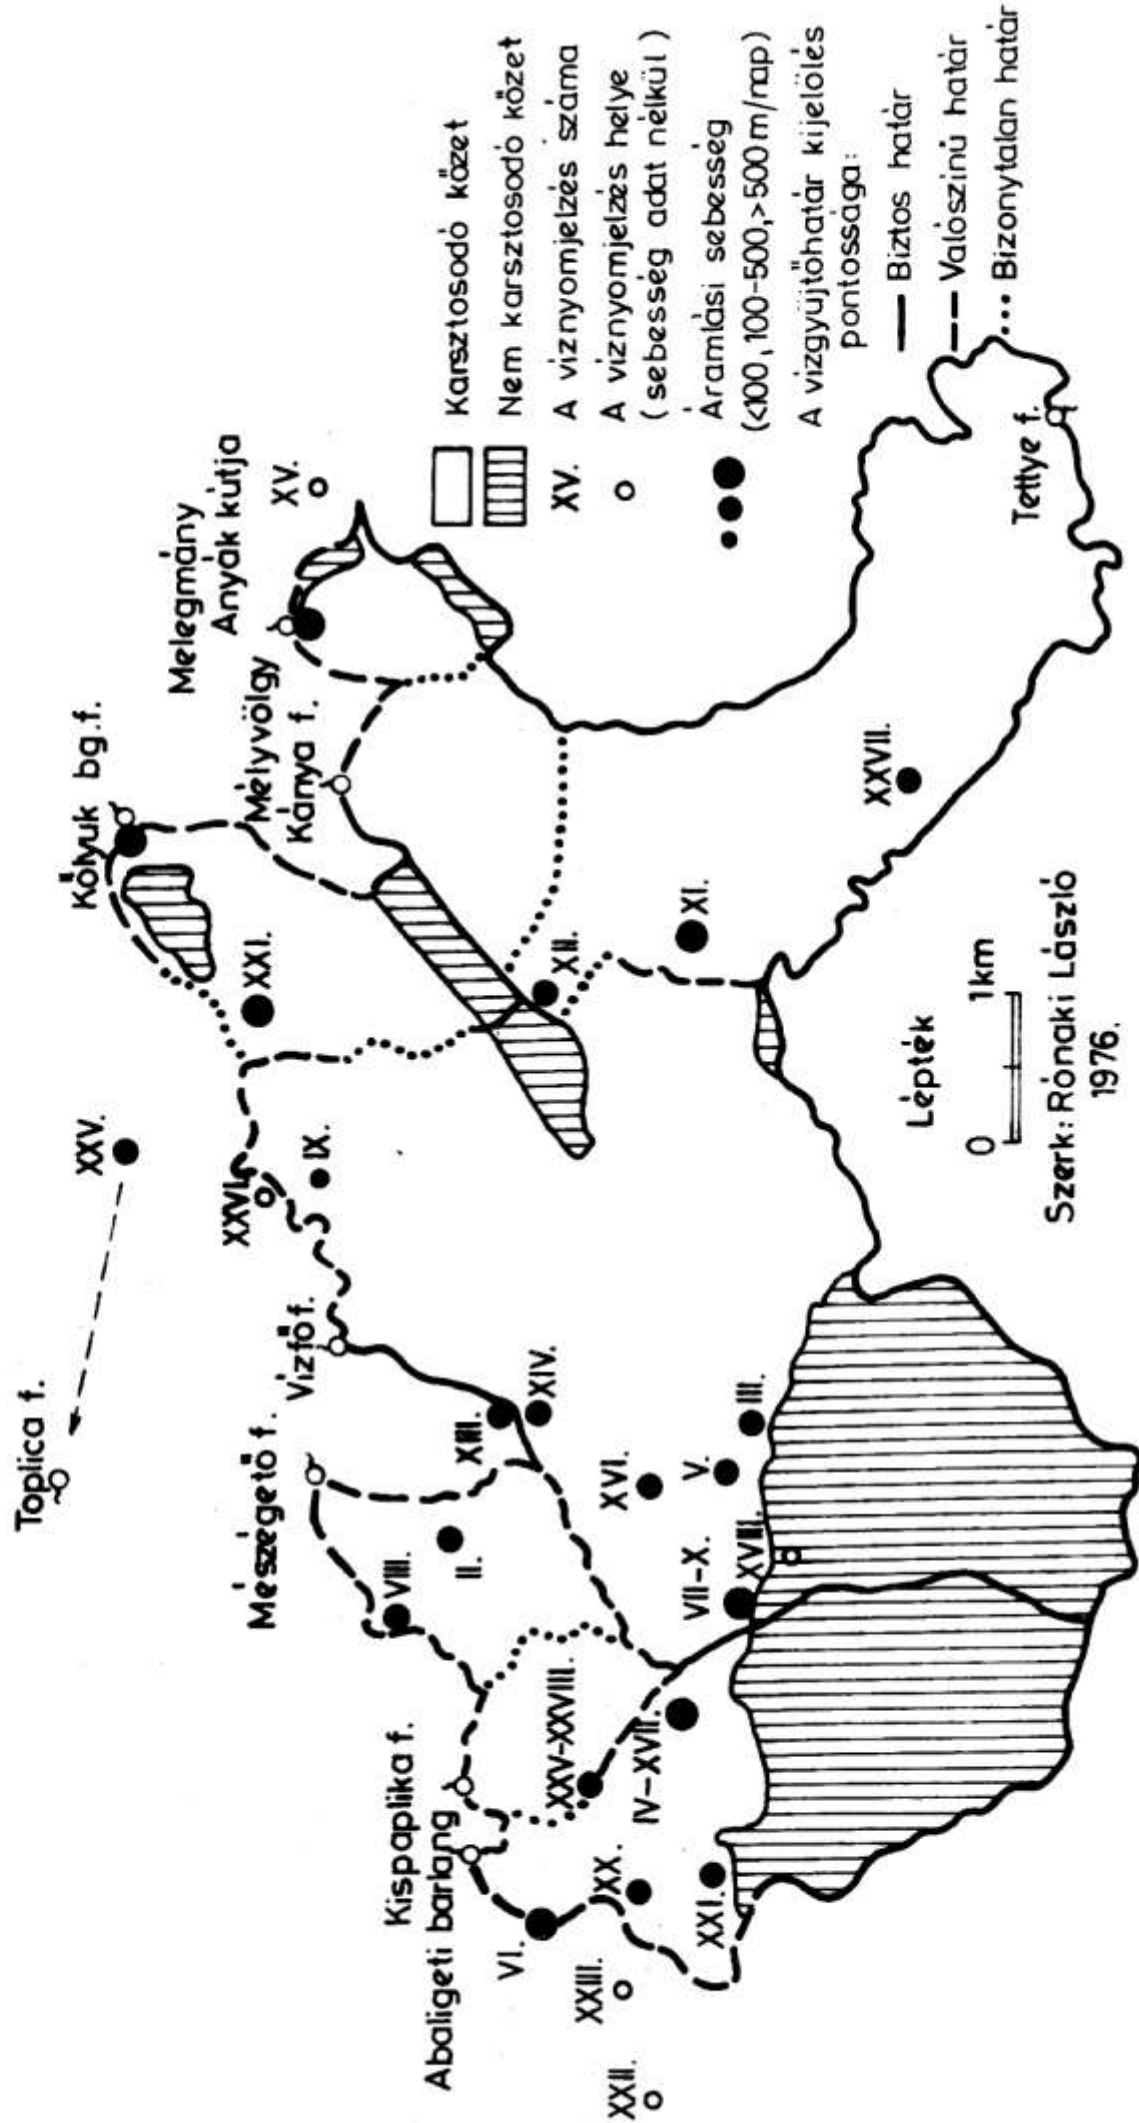 Toplica f.
XXV.
Kőlyuk bg.f.
Melegmány
Anyák kútja
XV.
Mészégető f.
Vízfő f.
XXVI.
IX.
XXI.
Mélyvölgy
Kánya f.
Kispaplika f.
Abaligeti barlang
VIII.
II.
XIII.
XIV.
XII.
VI.
XXV-XXVIII.
XVI.
XI.
XXIII.
XX.
IV-XVII.
V.
III.
XXII.
XXI.
VII-X.
XVIII.
XXVII.
Tettye f.
Karsztosodó kőzet
Nem karsztosodó kőzet
XV.
A víznyomjelzés száma
A víznyomjelzés helye
(sebesség adat nélkül)
Áramlási sebesség
(<100, 100-500, >500 m/nap)
A vízgyűjtőhatár kijelölés
pontossága:
Biztos határ
Valószínű határ
Bizonytalan határ
Lépték
0 1km
Szerk: Rónaki László
1976.